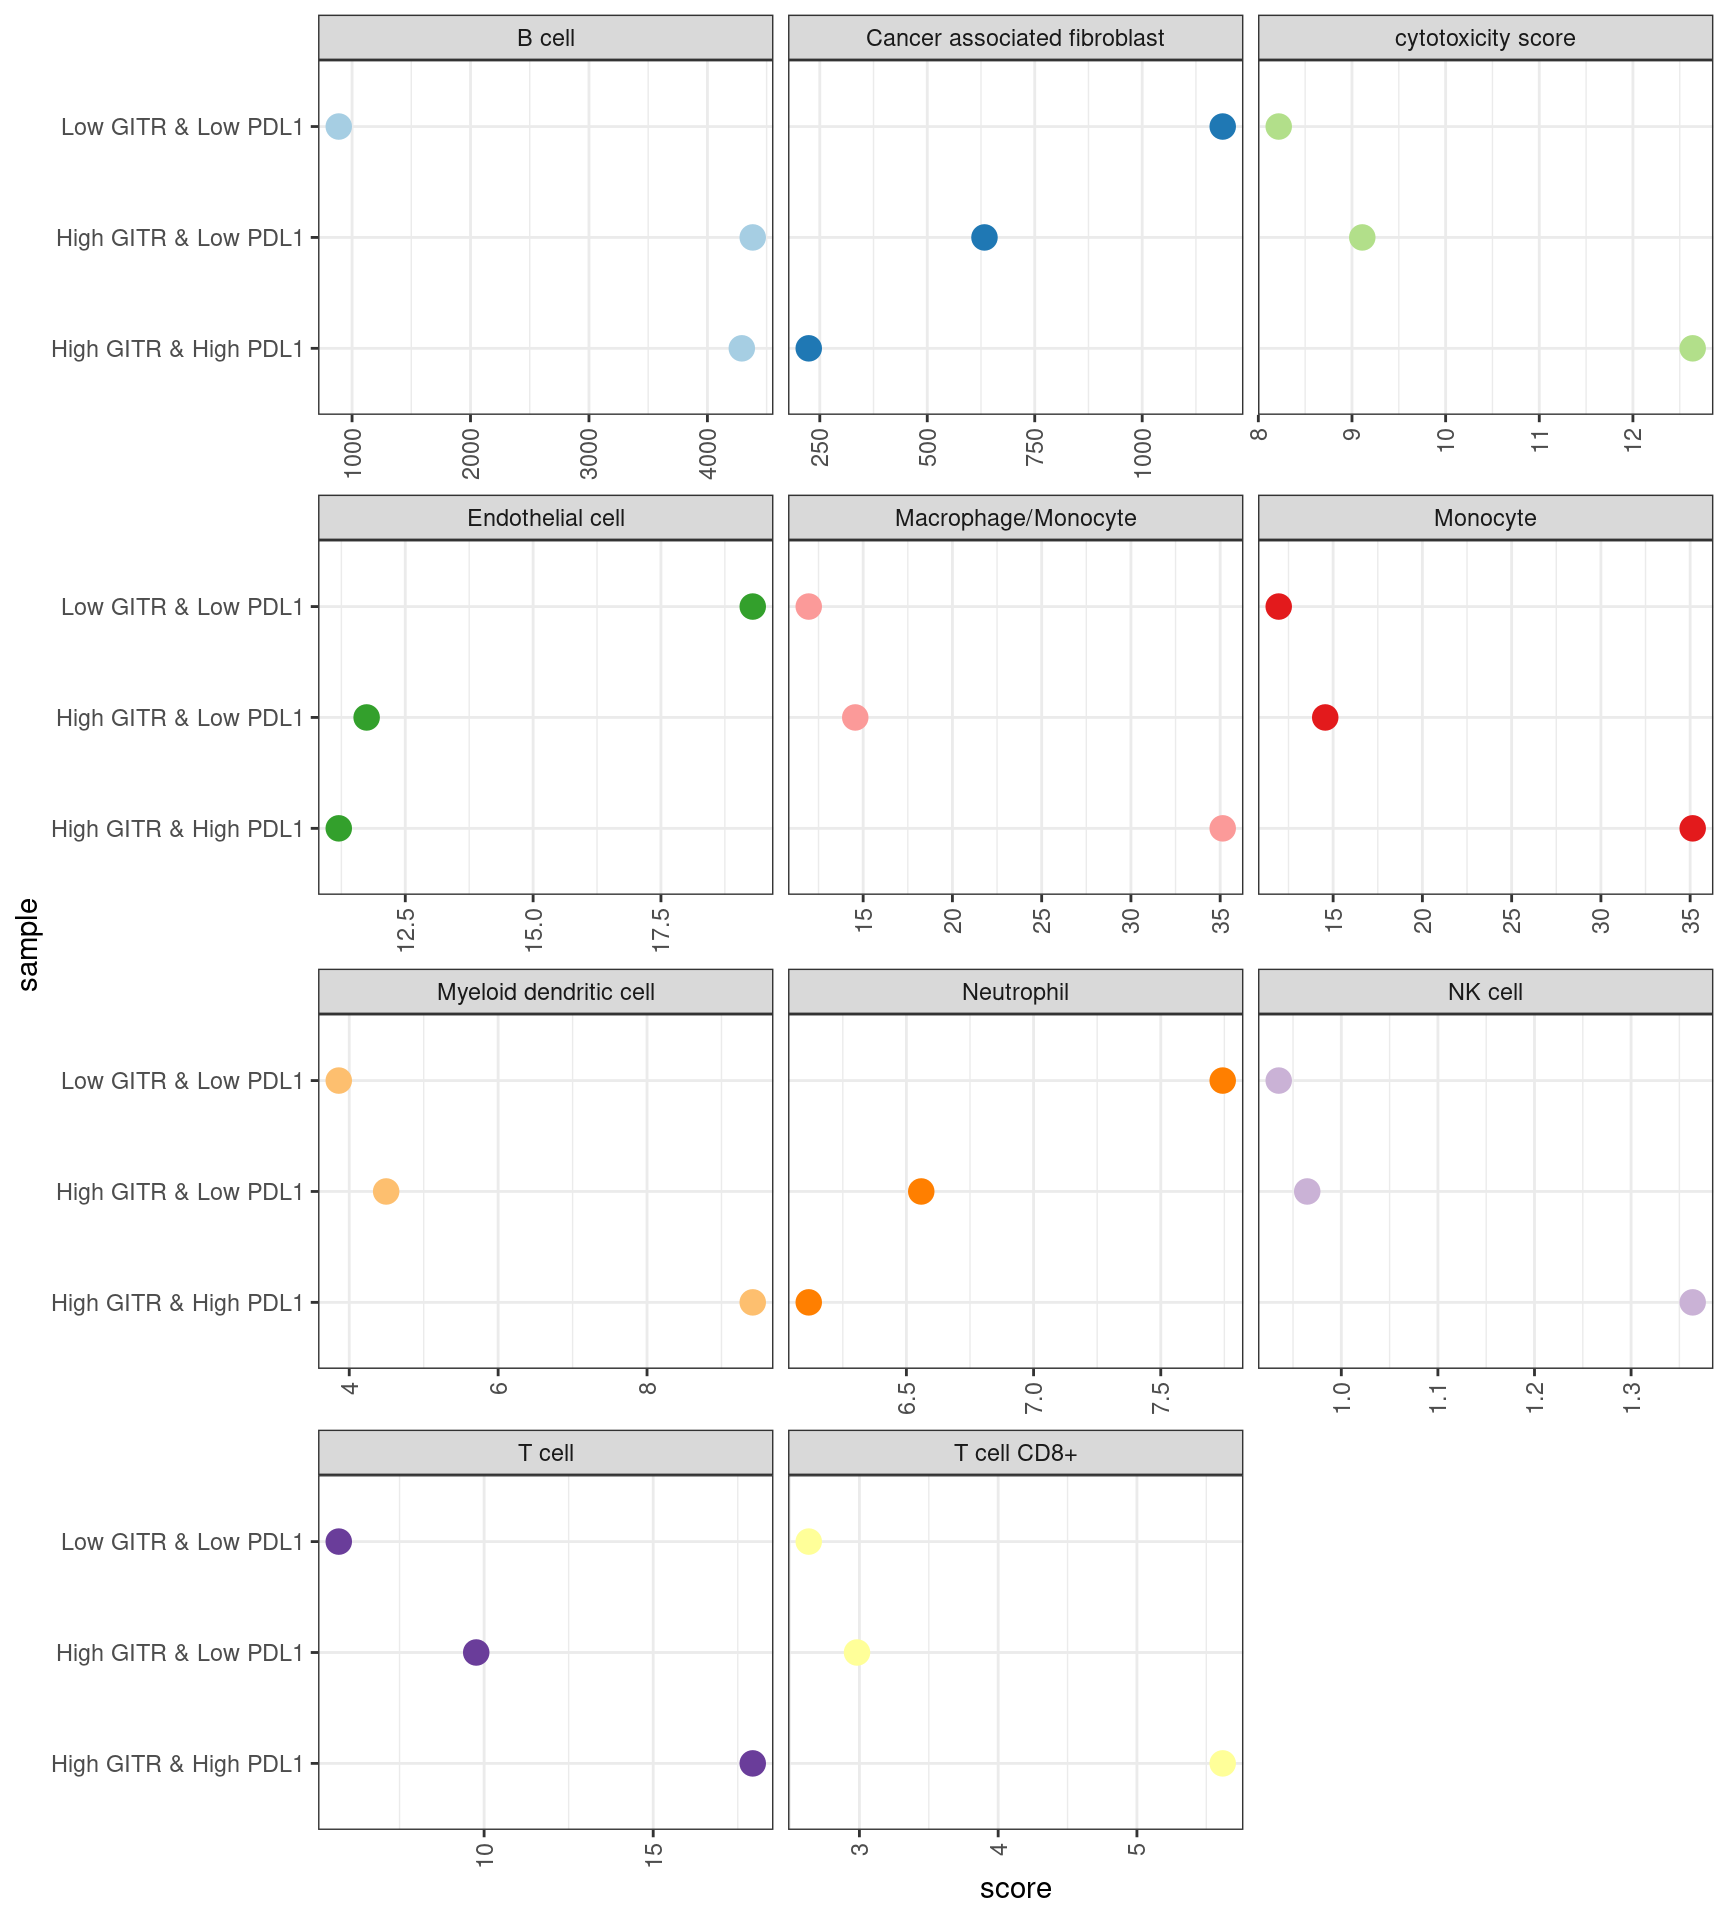 B cell
Cancer associated fibroblast
cytotoxicity score
Low GITR & Low PDL1
High GITR & Low PDL1
High GITR & High PDL1
1000 2000 3000 4000
250 500 750 1000
8 9 10 11 12
Endothelial cell
Macrophage/Monocyte
Monocyte
Low GITR & Low PDL1
High GITR & Low PDL1
High GITR & High PDL1
12.5 15.0 17.5
15 20 25 30 35
15 20 25 30 35
sample
Myeloid dendritic cell
Neutrophil
NK cell
Low GITR & Low PDL1
High GITR & Low PDL1
High GITR & High PDL1
4 6 8
6.5 7.0 7.5
1.0 1.1 1.2 1.3
T cell
T cell CD8+
Low GITR & Low PDL1
High GITR & Low PDL1
High GITR & High PDL1
10 15
3 4 5
score